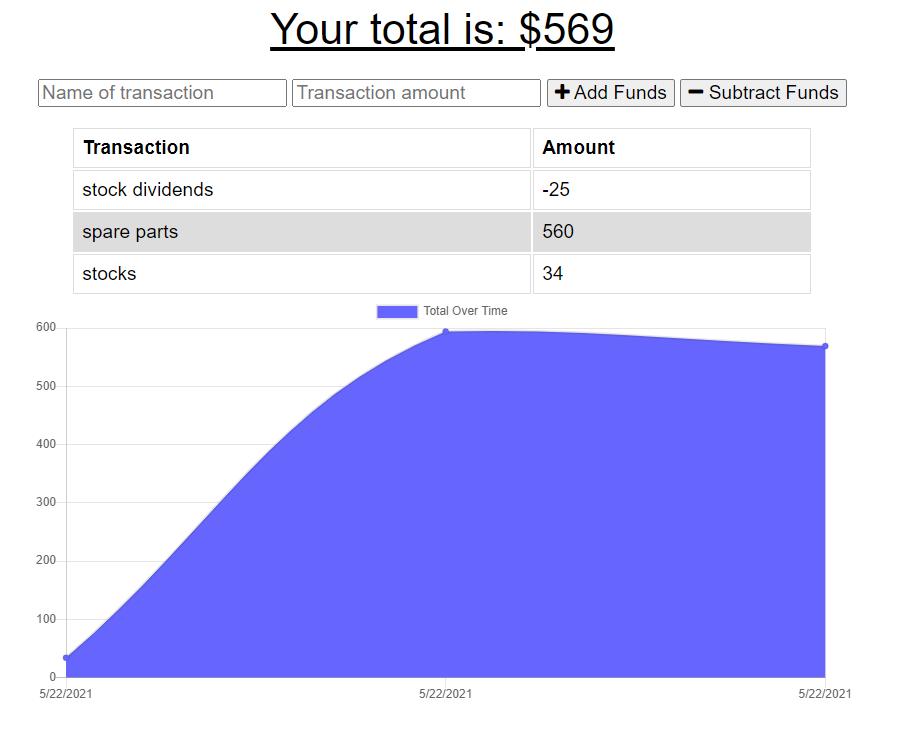 Your total is: $569
Name of transaction Transaction amount Add Funds Subtract Funds
Transaction Amount
stock dividends -25
spare parts 560
stocks 34
Total Over Time
600
500
400
300
200
100
0
5/22/2021 5/22/2021 5/22/2021